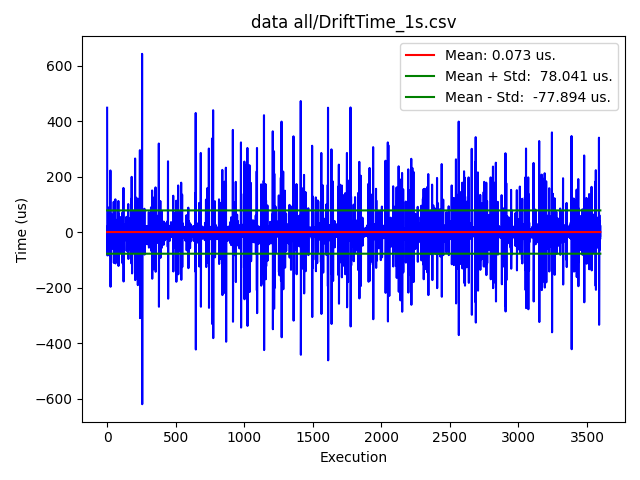 data all/DriftTime_1s.csv
Mean: 0.073 us.
Mean + Std:  78.041 us.
Mean - Std:  -77.894 us.
Time (us)
600
400
200
0
−200
−400
−600
0 500 1000 1500 2000 2500 3000 3500
Execution